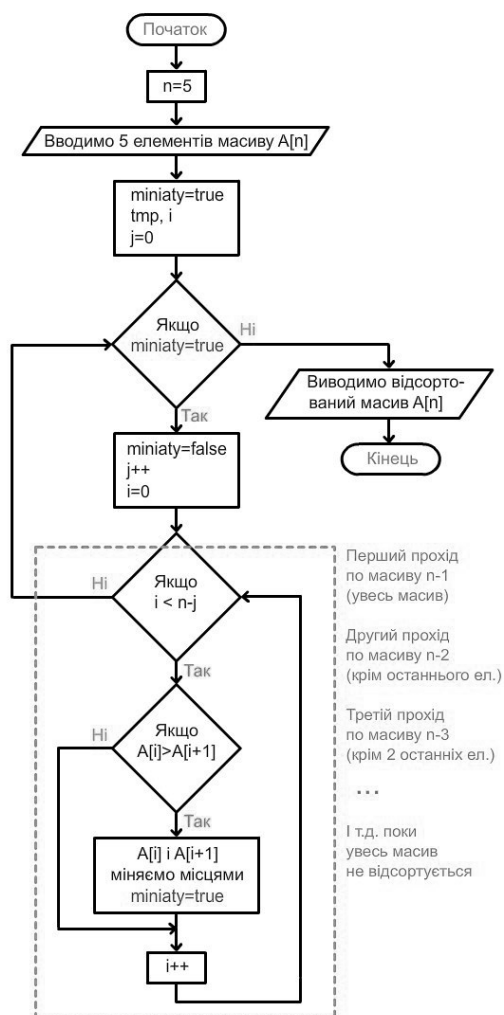 Початок
n=5
Вводимо 5 елементів масиву A[n]
miniaty=true
tmp, i
j=0
Якщо
miniaty=true
Ні
Виводимо відсорто-
ваний масив A[n]
Кінець
Так
miniaty=false
j++
i=0
Якщо
i < n-j
Ні
Так
Перший прохід
по масиву n-1
(увесь масив)
Другий прохід
по масиву n-2
(крім останнього ел.)
Третій прохід
по масиву n-3
(крім 2 останніх ел.)
...
І т.д. поки
увесь масив
не відсортується
Якщо
A[i]>A[i+1]
Ні
Так
A[i] і A[i+1]
міняємо місцями
miniaty=true
i++